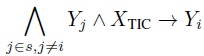 ⋀_{j∈s,j≠i} Y_j ∧ X_TIC → Y_i